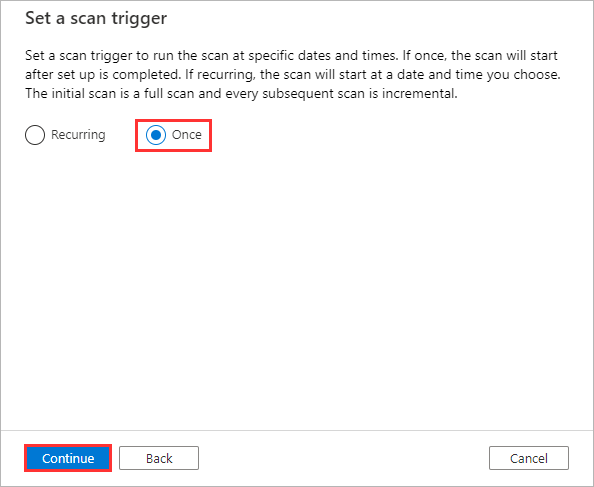 Set a scan trigger
Set a scan trigger to run the scan at specific dates and times. If once, the scan will start
after set up is completed. If recurring, the scan will start at a date and time you choose.
The initial scan is a full scan and every subsequent scan is incremental.
Recurring
Once
Continue
Back
Cancel